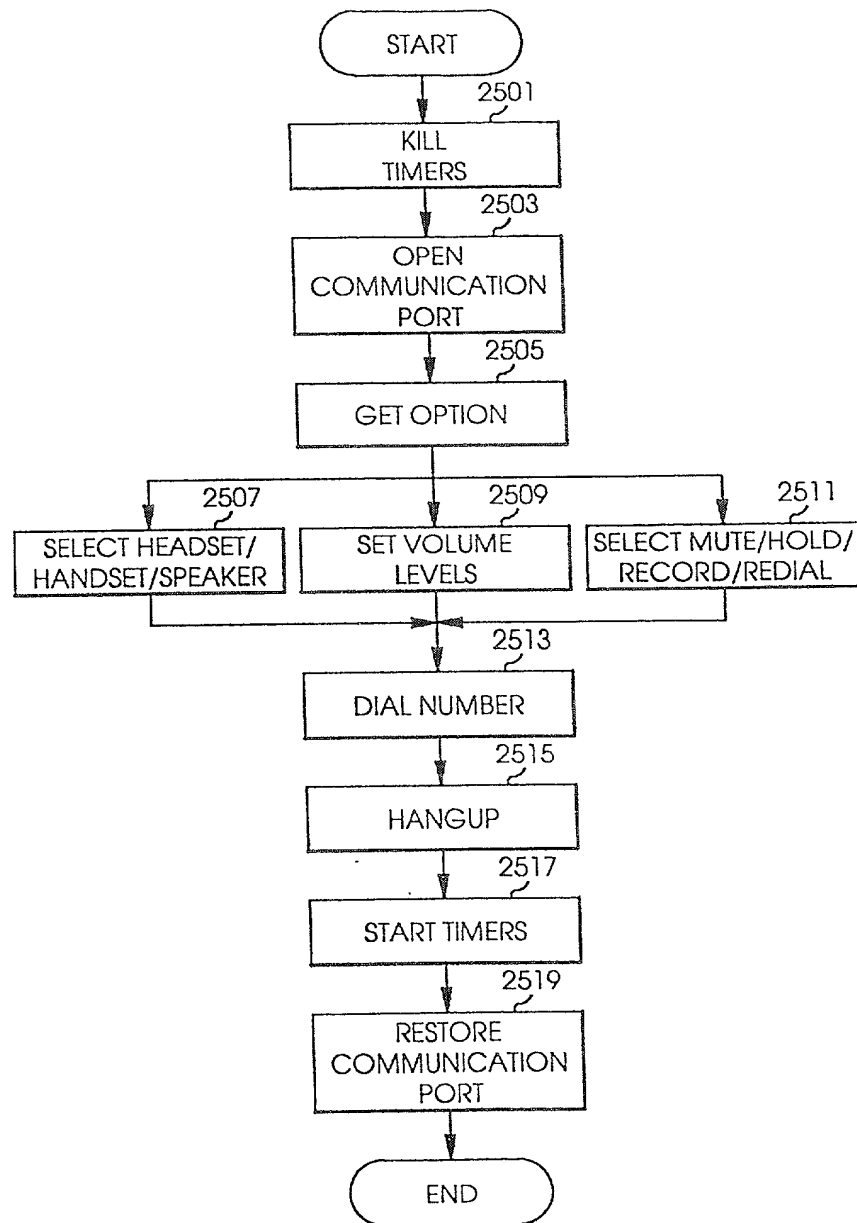 START
2501
KILL
TIMERS
2503
OPEN
COMMUNICATION
PORT
2505
GET OPTION
2507
SELECT HEADSET/
HANDSET/SPEAKER
2509
SET VOLUME
LEVELS
2511
SELECT MUTE/HOLD/
RECORD/REDIAL
2513
DIAL NUMBER
2515
HANGUP
2517
START TIMERS
2519
RESTORE
COMMUNICATION
PORT
END